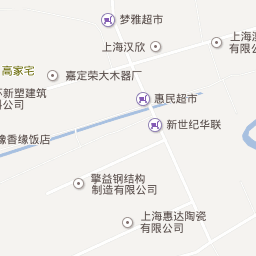 梦雅超市
上海汉欣
上海澳
有限公
高家宅
嘉定荣大木器厂
新塑建筑
公司
惠民超市
新世纪华联
豫香缘饭店
擎益钢结构
制造有限公司
上海惠达陶瓷
有限公司